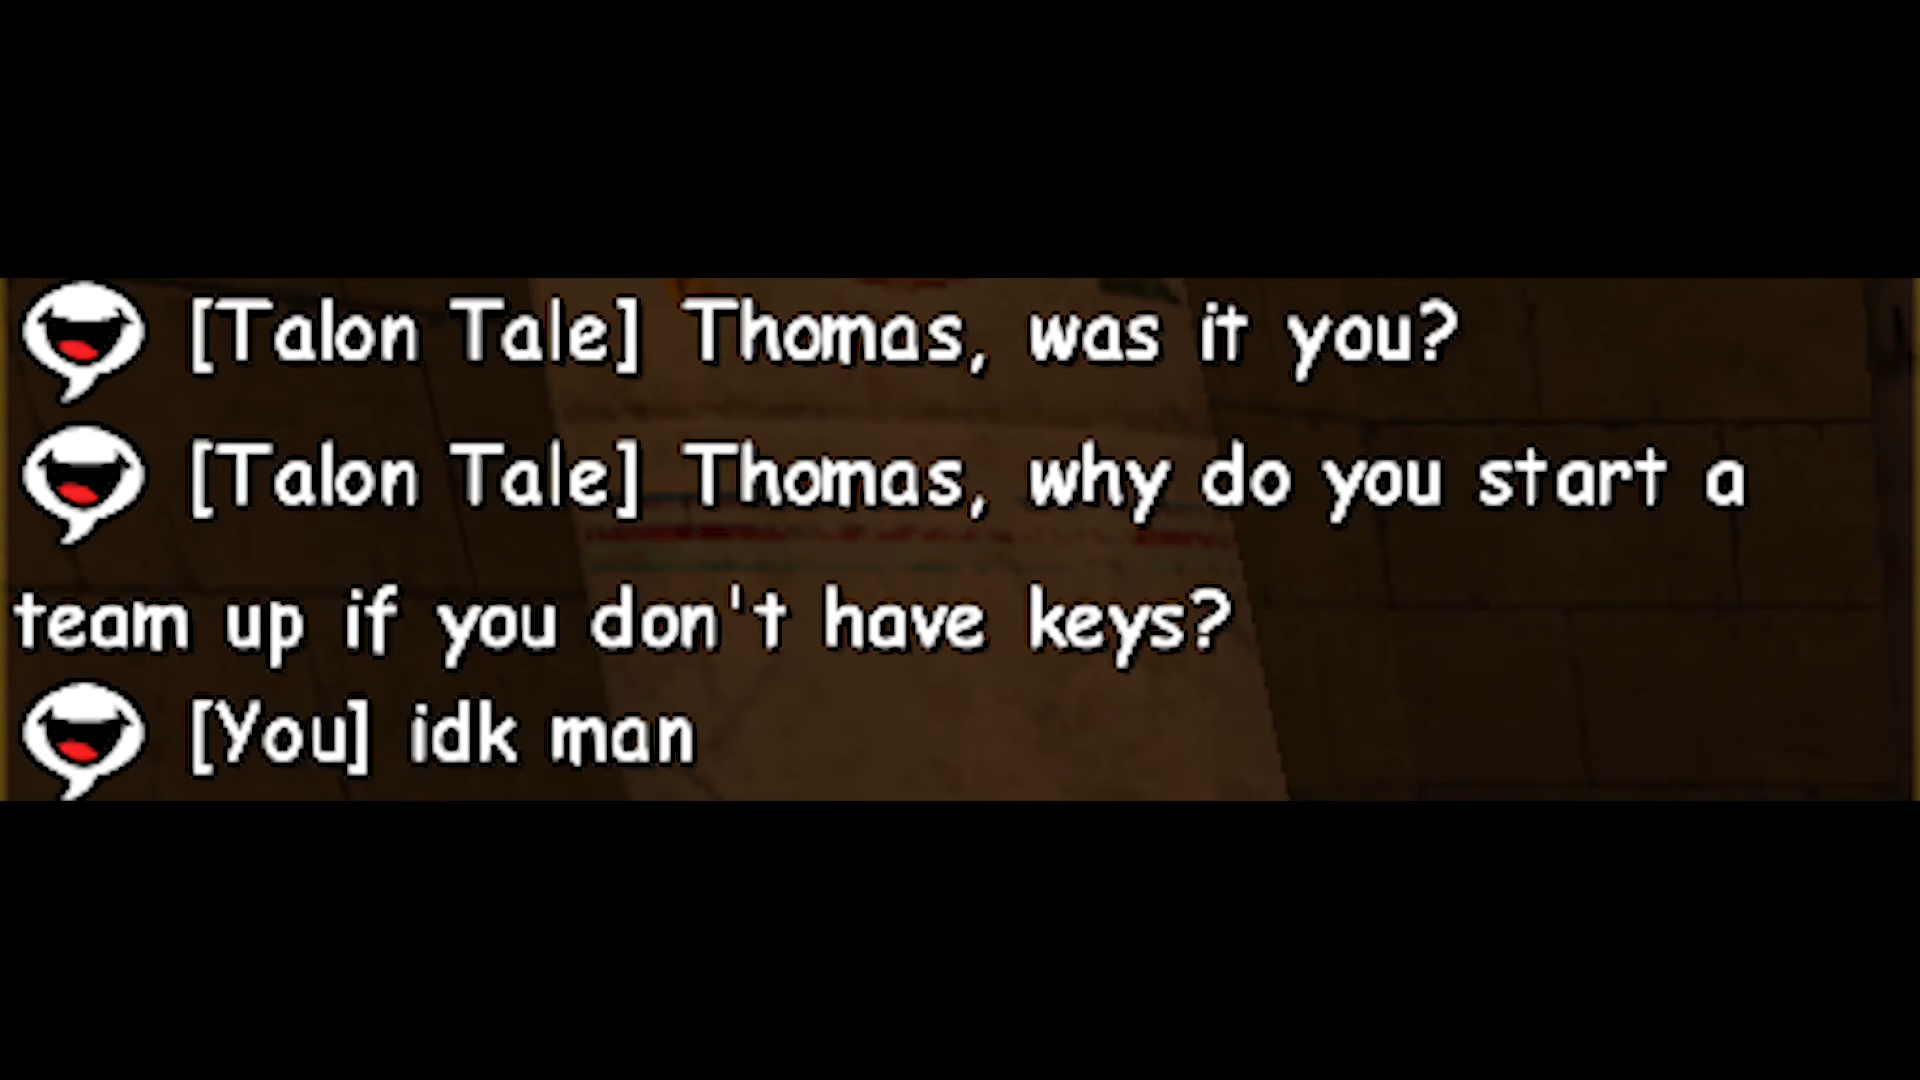 [Talon Tale] Thomas, was it you?
[Talon Tale] Thomas, why do you start a
team up if you don't have keys?
[You] idk man